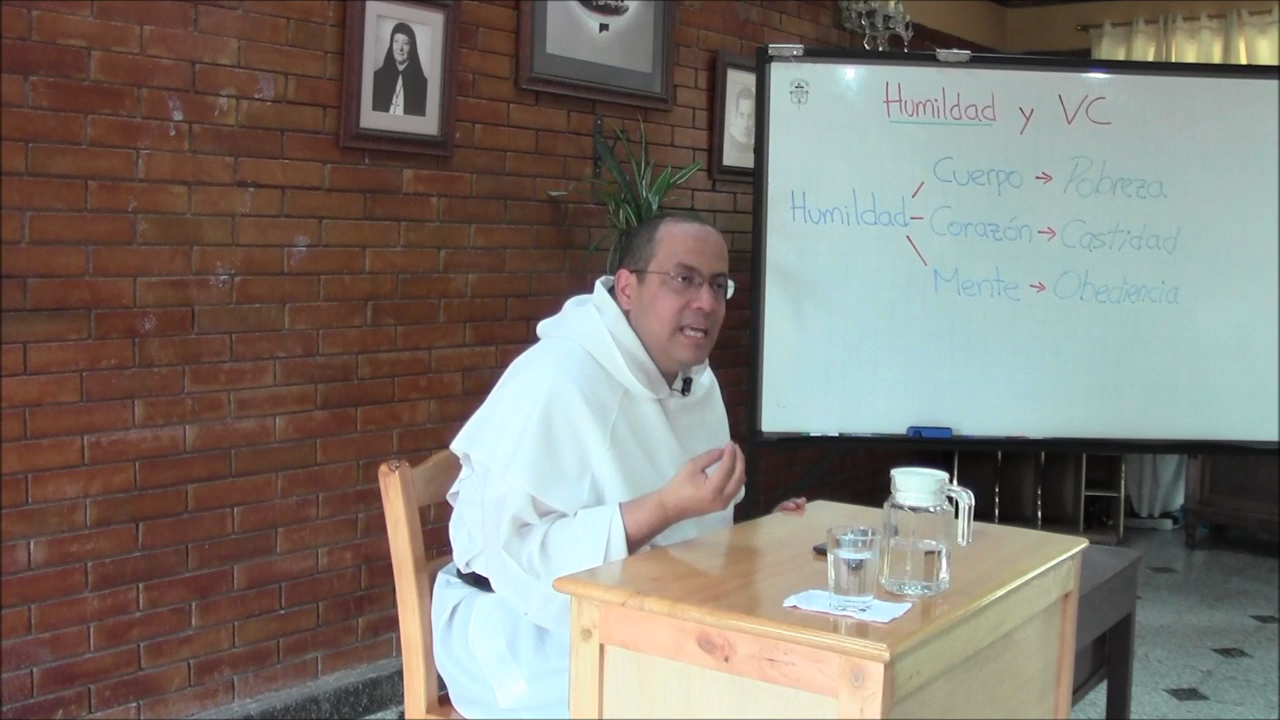 Humildad y VC
Cuerpo → Pobreza
Humildad - Corazón → Castidad
Mente → Obediencia